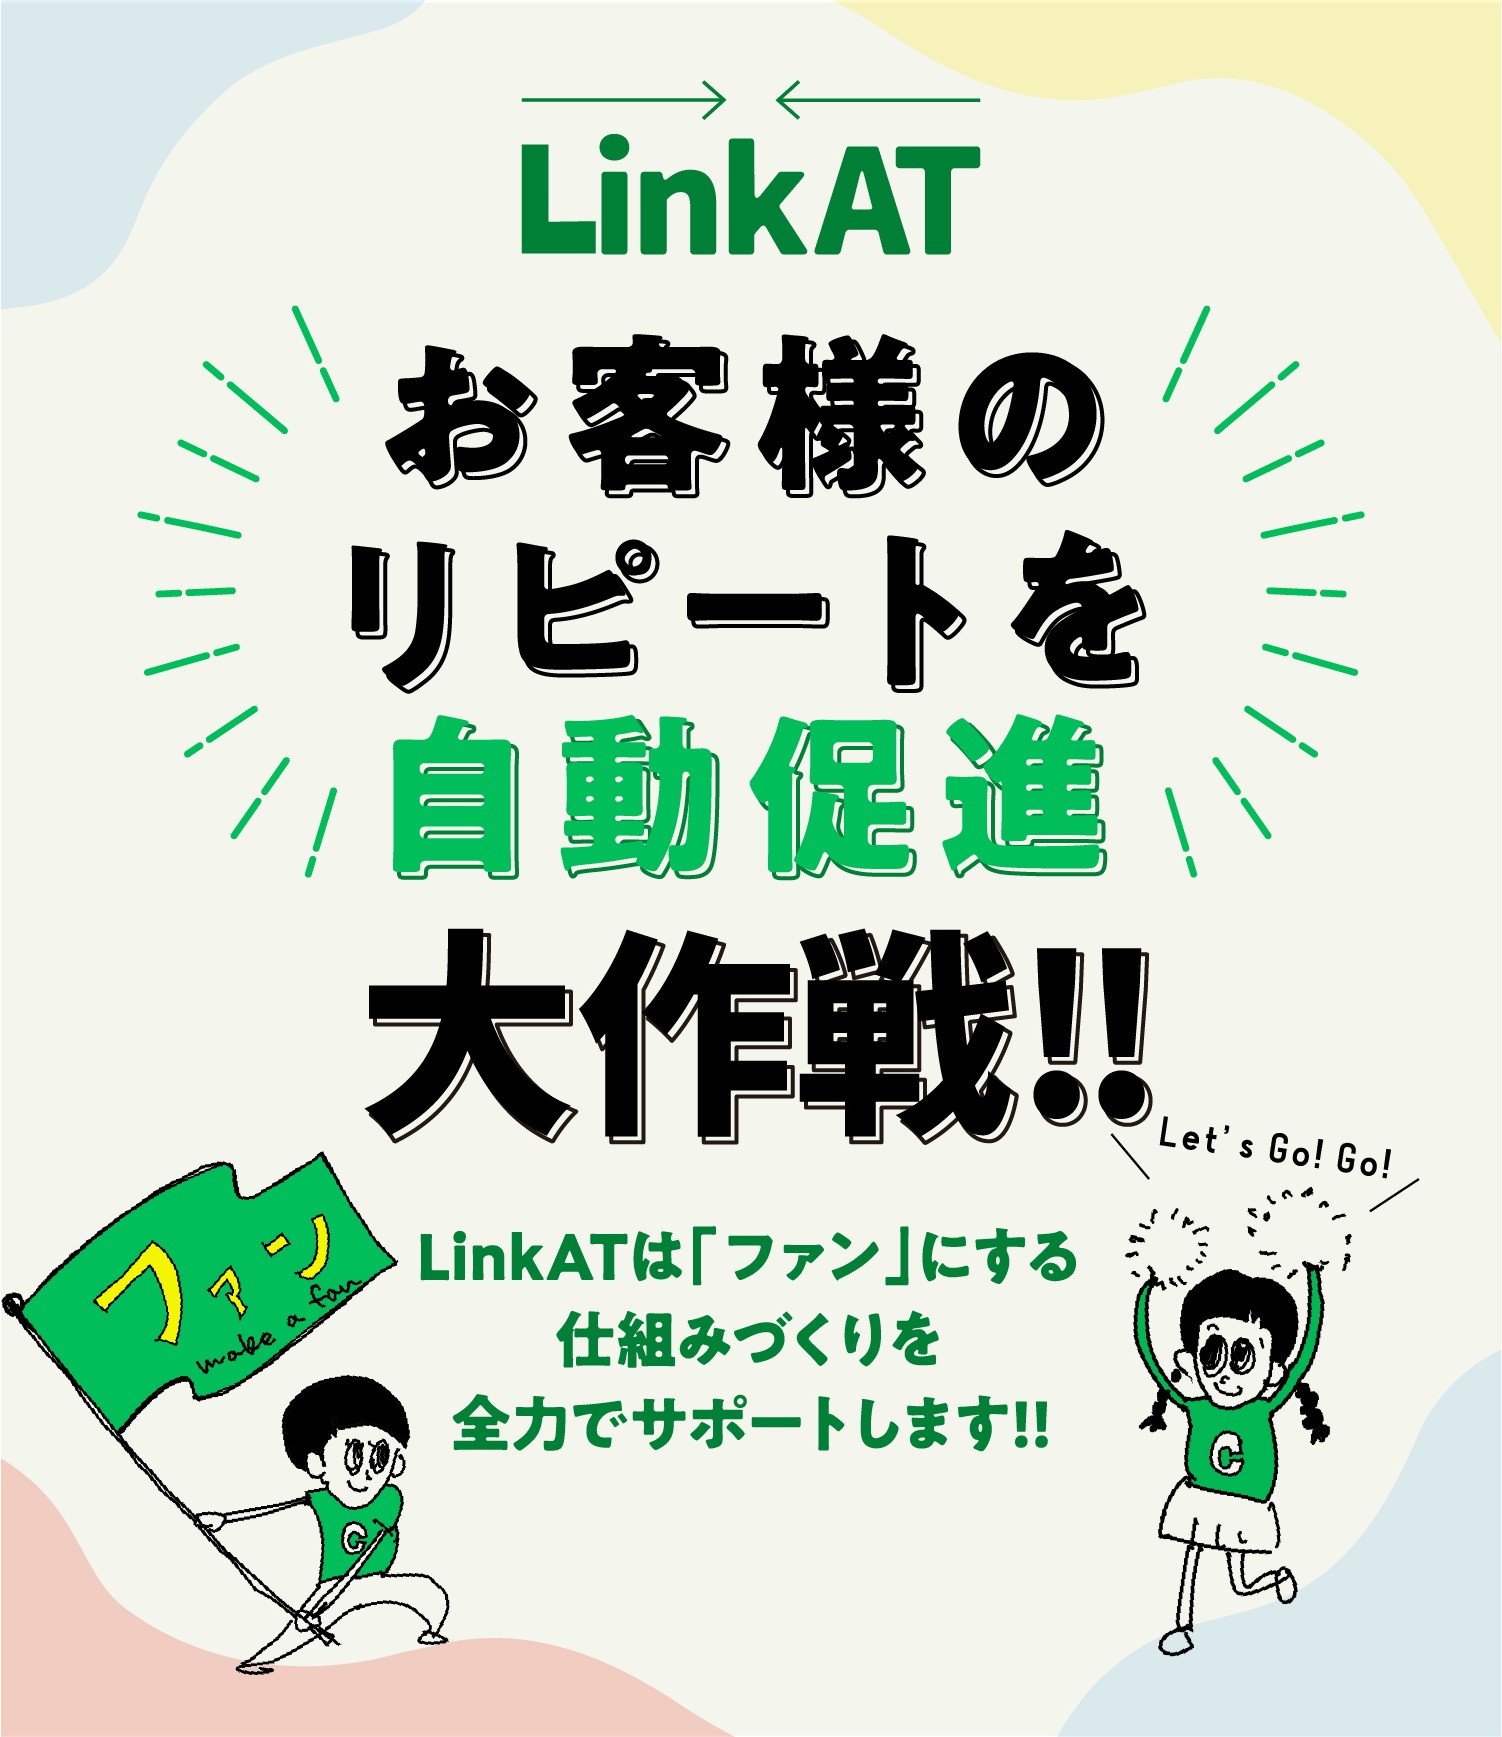 LinkAT
お客様の
リピートを
自動促進
大作戦!!
Let's Go! Go!
ファン
make a fan
LinkATは「ファン」にする
仕組みづくりを
全力でサポートします!!
C
C